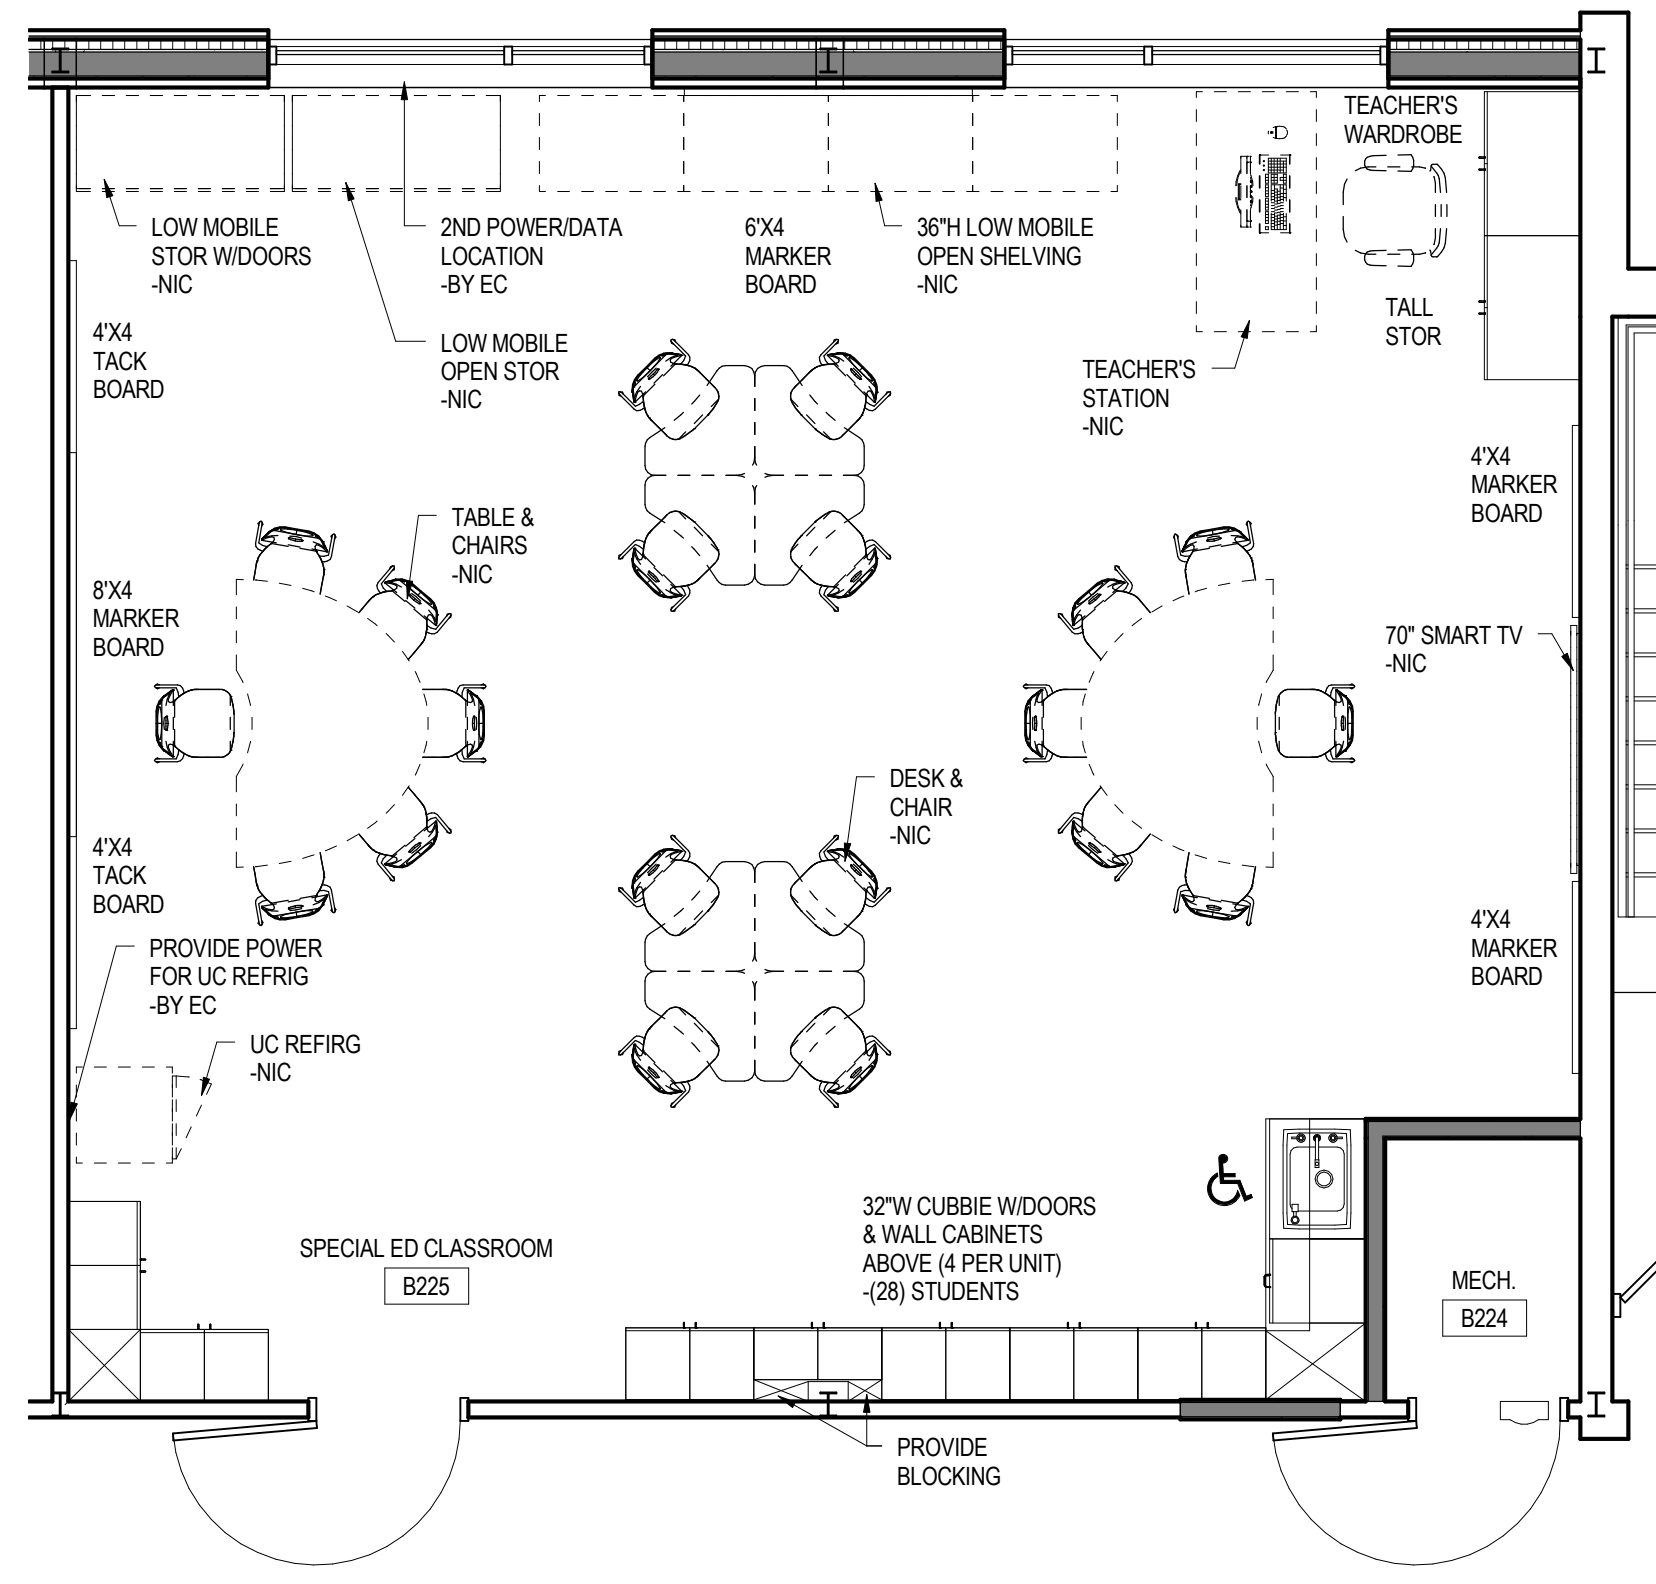 TEACHER'S
WARDROBE
LOW MOBILE
STOR W/DOORS
-NIC
2ND POWER/DATA
LOCATION
-BY EC
6'X4
MARKER
BOARD
36"H LOW MOBILE
OPEN SHELVING
-NIC
TALL
STOR
4'X4
TACK
BOARD
LOW MOBILE
OPEN STOR
-NIC
TEACHER'S
STATION
-NIC
4'X4
MARKER
BOARD
TABLE &
CHAIRS
-NIC
8'X4
MARKER
BOARD
70" SMART TV
-NIC
DESK &
CHAIR
-NIC
4'X4
TACK
BOARD
4'X4
MARKER
BOARD
PROVIDE POWER
FOR UC REFRIG
-BY EC
UC REFIRG
-NIC
32"W CUBBIE W/DOORS
& WALL CABINETS
ABOVE (4 PER UNIT)
-(28) STUDENTS
SPECIAL ED CLASSROOM
B225
MECH.
B224
PROVIDE
BLOCKING